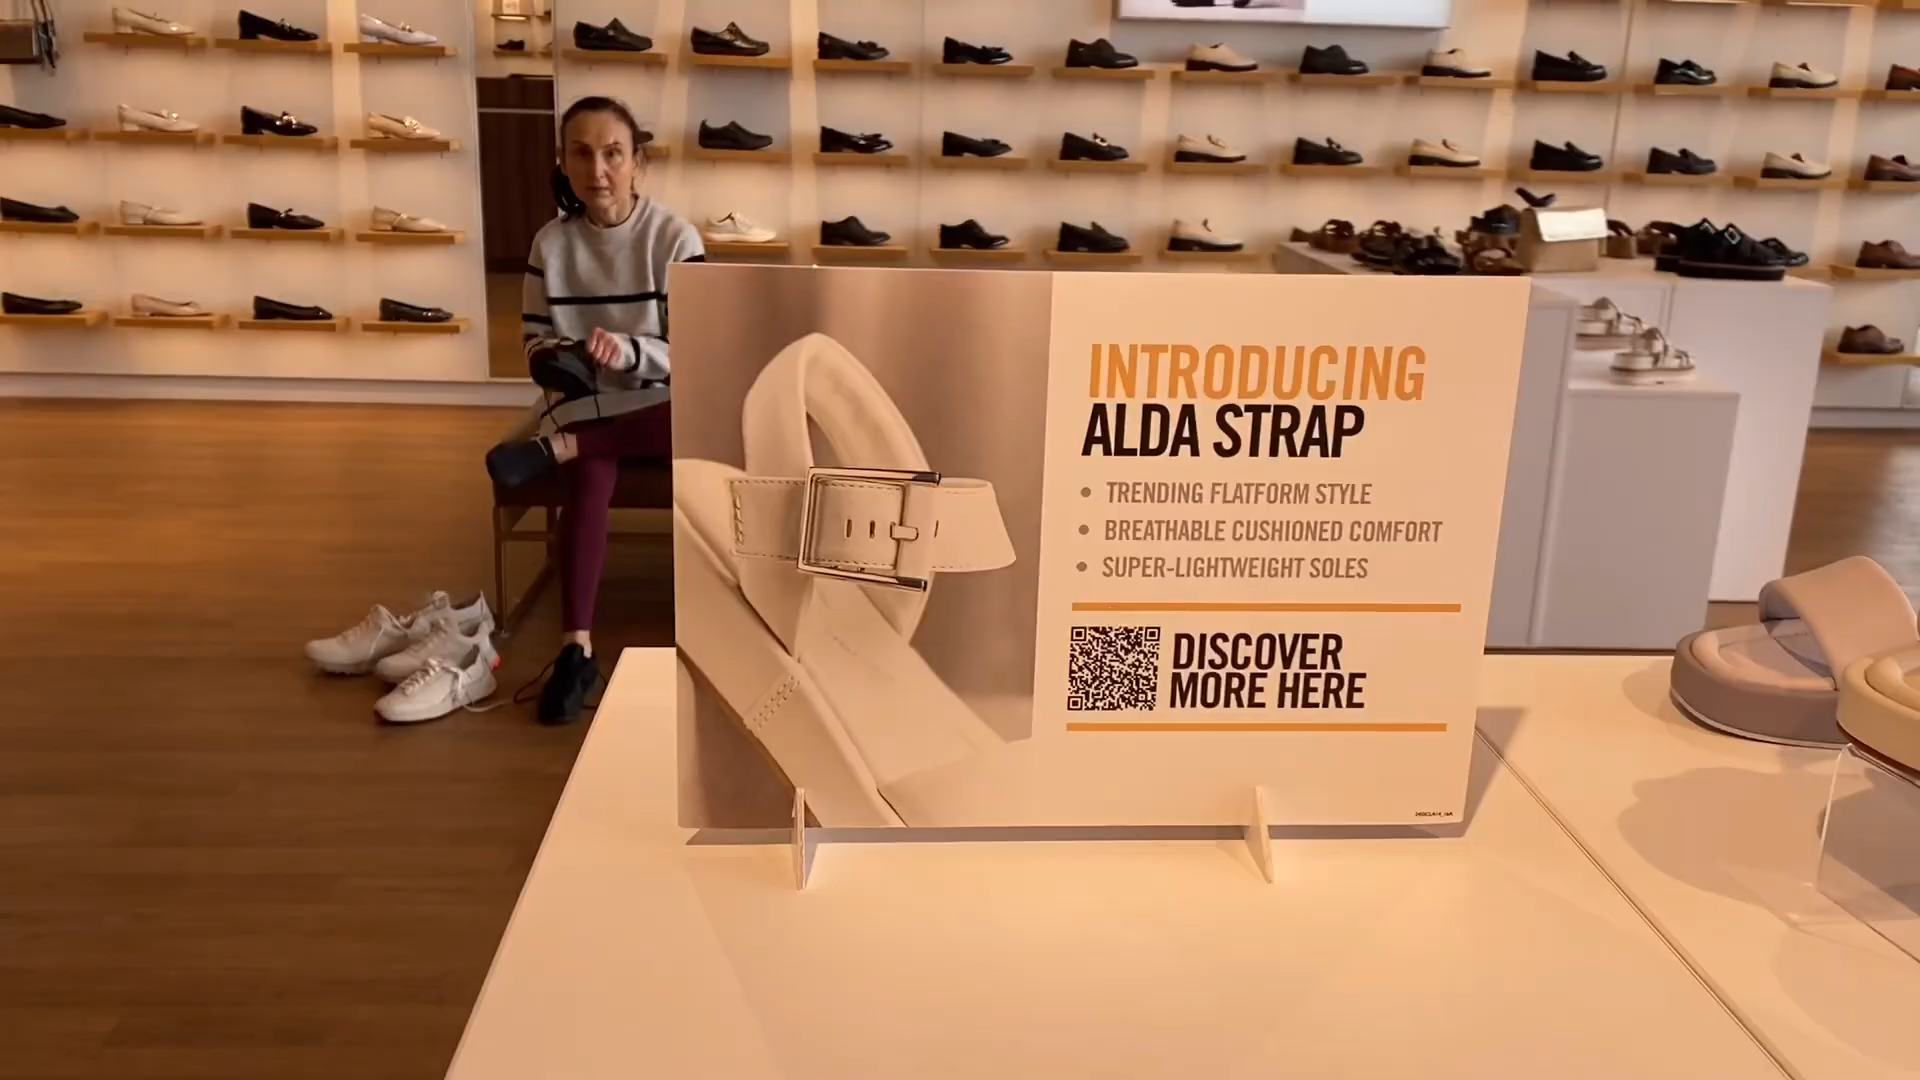 INTRODUCING
ALDA STRAP
• TRENDING FLATFORM STYLE
• BREATHABLE CUSHIONED COMFORT
• SUPER-LIGHTWEIGHT SOLES
DISCOVER
MORE HERE